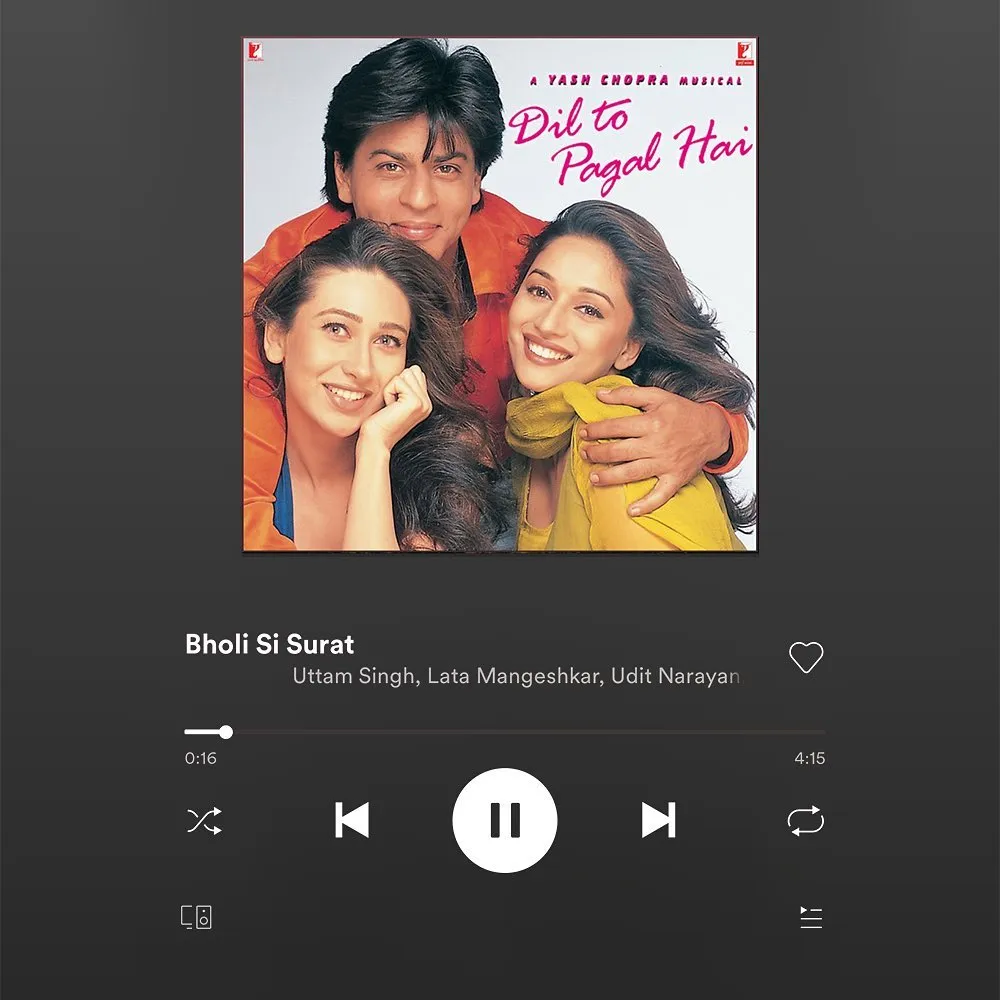 A YASH CHOPRA MUSICAL
Dil to
Pagal Hai
Bholi Si Surat
Uttam Singh, Lata Mangeshkar, Udit Narayan
0:16
4:15